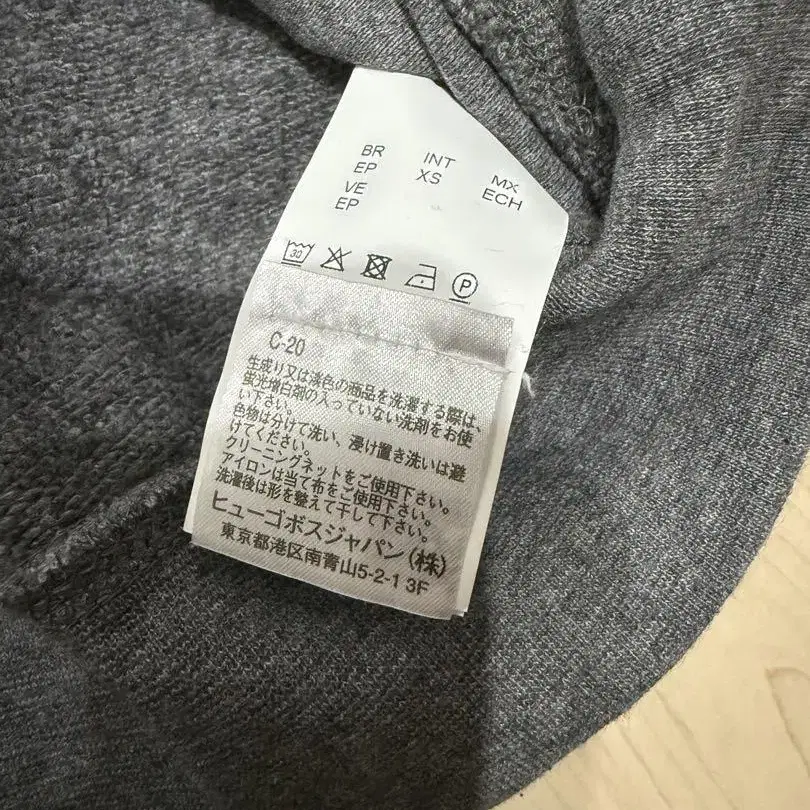 BR INT MX
EP XS ECH
VE
EP
30 P
C-20
生成り又は淡色の商品を洗濯する際は、
蛍光増白剤の入っていない洗剤をお使
い下さい。
色物は分けて洗い、浸け置き洗いは避
けてください。
クリーニングネットをご使用下さい。
アイロンは当て布をご使用下さい。
洗濯後は形を整えて干して下さい。
ヒューゴボスジャパン(株)
東京都港区南青山5-2-1 3F